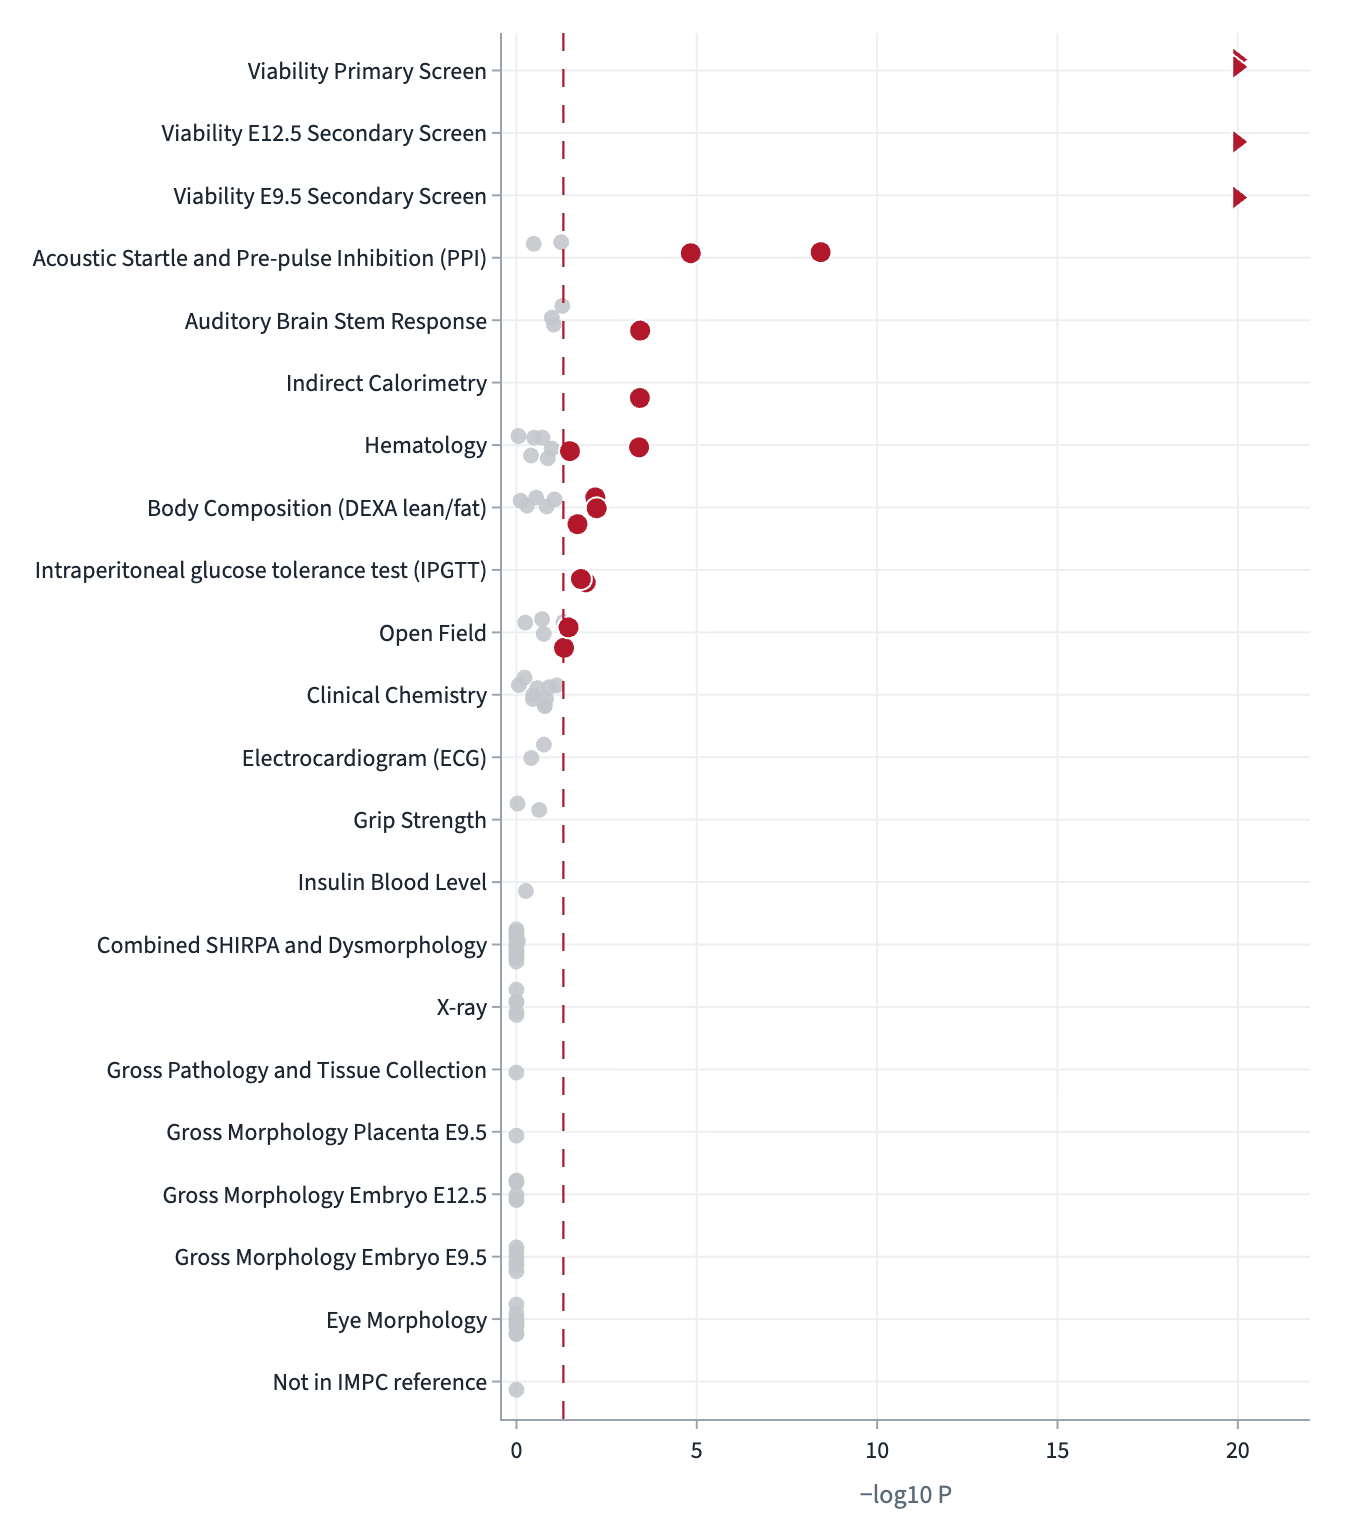 Viability Primary Screen
Viability E12.5 Secondary Screen
Viability E9.5 Secondary Screen
Acoustic Startle and Pre-pulse Inhibition (PPI)
Auditory Brain Stem Response
Indirect Calorimetry
Hematology
Body Composition (DEXA lean/fat)
Intraperitoneal glucose tolerance test (IPGTT)
Open Field
Clinical Chemistry
Electrocardiogram (ECG)
Grip Strength
Insulin Blood Level
Combined SHIRPA and Dysmorphology
X-ray
Gross Pathology and Tissue Collection
Gross Morphology Placenta E9.5
Gross Morphology Embryo E12.5
Gross Morphology Embryo E9.5
Eye Morphology
Not in IMPC reference
0 5 10 15 20
−log10 P